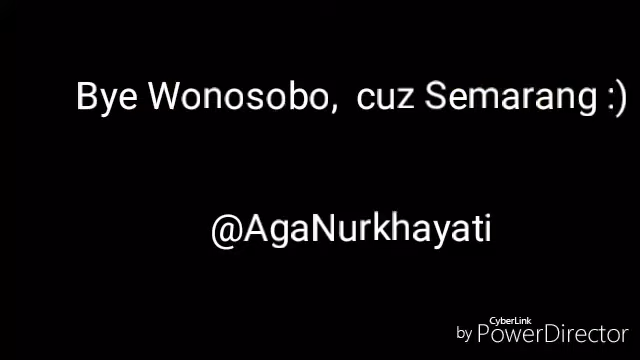 Bye Wonosobo, cuz Semarang :)
@AgaNurkhayati
CyberLink
by PowerDirector